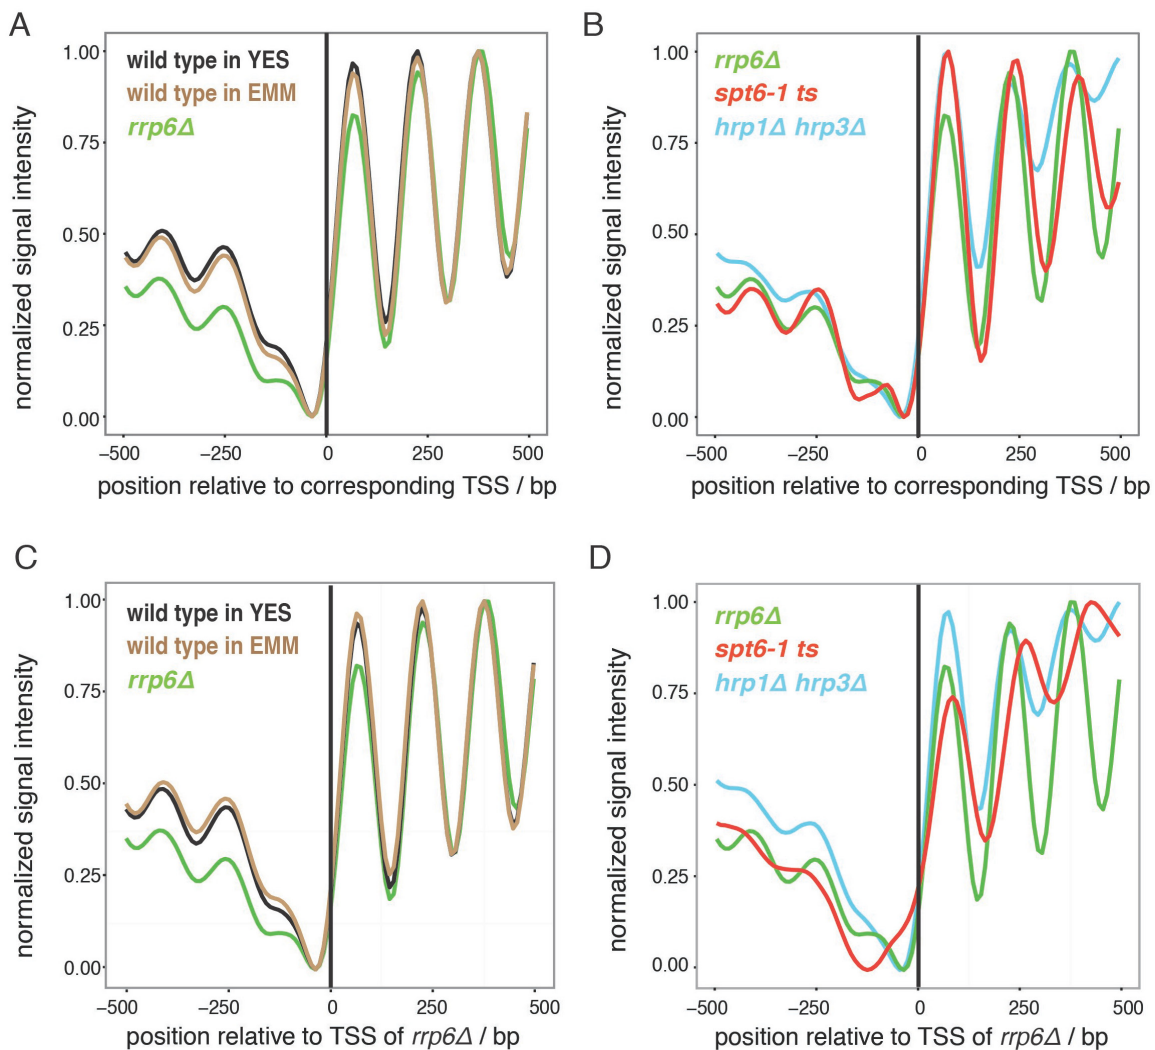 A
wild type in YES
wild type in EMM
rrp6Δ
1.00
0.75
0.50
0.25
0.00
normalized signal intensity
−500
−250
0
250
500
position relative to corresponding TSS / bp
B
rrp6Δ
spt6-1 ts
hrp1Δ hrp3Δ
1.00
0.75
0.50
0.25
0.00
normalized signal intensity
−500
−250
0
250
500
position relative to corresponding TSS / bp
C
wild type in YES
wild type in EMM
rrp6Δ
1.00
0.75
0.50
0.25
0.00
normalized signal intensity
−500
−250
0
250
500
position relative to TSS of rrp6Δ / bp
D
rrp6Δ
spt6-1 ts
hrp1Δ hrp3Δ
1.00
0.75
0.50
0.25
0.00
normalized signal intensity
−500
−250
0
250
500
position relative to TSS of rrp6Δ / bp